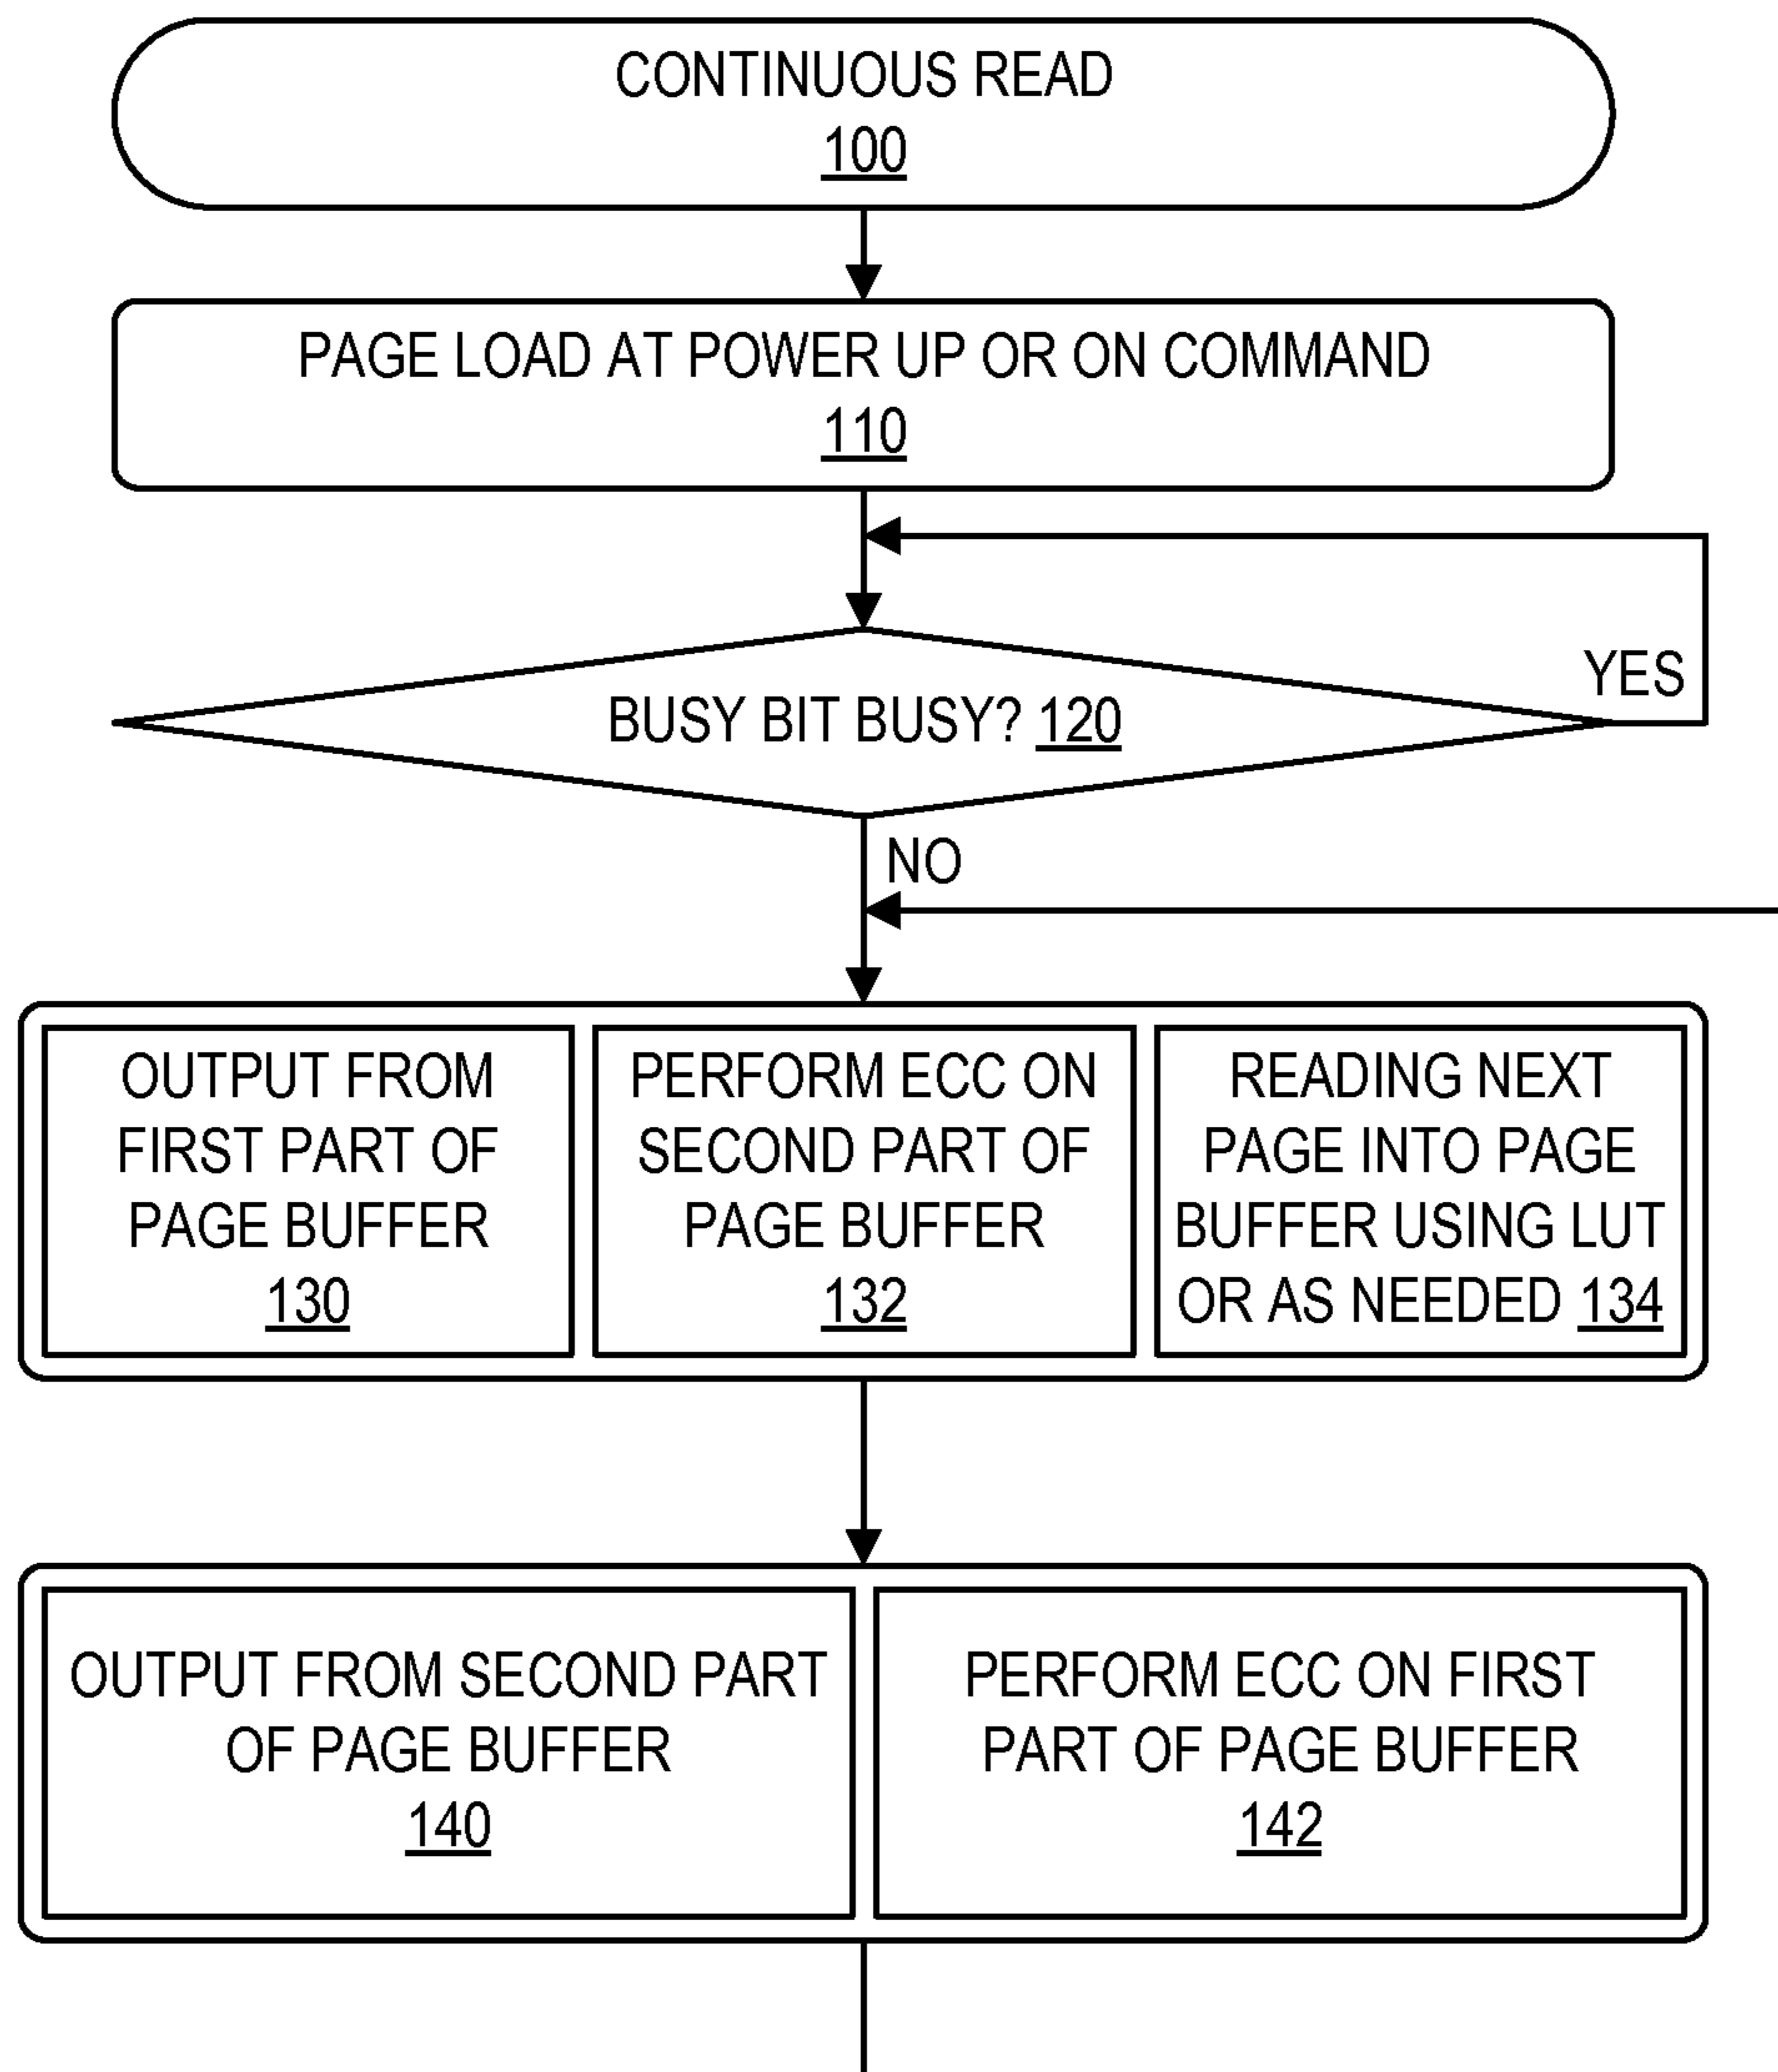 CONTINUOUS READ
100
PAGE LOAD AT POWER UP OR ON COMMAND
110
YES
BUSY BIT BUSY? 120
NO
OUTPUT FROM
FIRST PART OF
PAGE BUFFER
130
PERFORM ECC ON
SECOND PART OF
PAGE BUFFER
132
READING NEXT
PAGE INTO PAGE
BUFFER USING LUT
OR AS NEEDED 134
OUTPUT FROM SECOND PART
OF PAGE BUFFER
140
PERFORM ECC ON FIRST
PART OF PAGE BUFFER
142